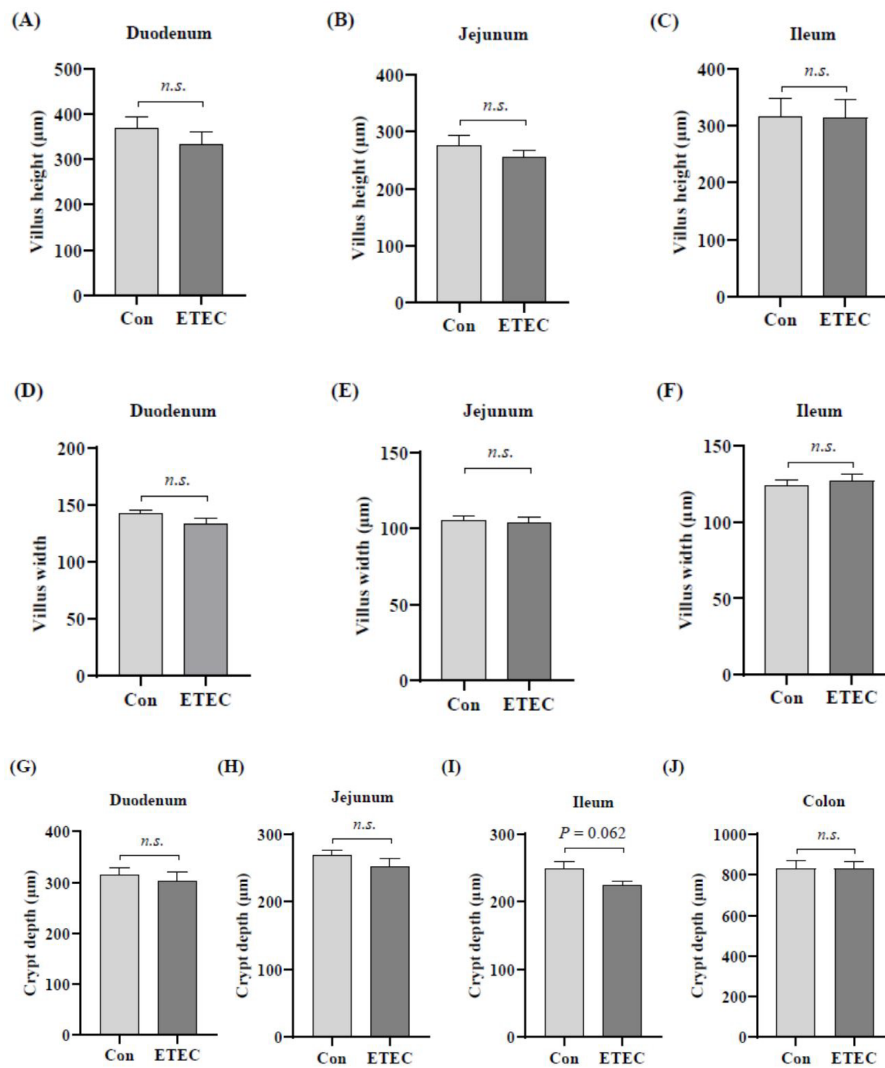 (A)
Duodenum
Villus height (μm)
500
400
300
200
100
0
n.s.
Con ETEC
(B)
Jejunum
Villus height (μm)
400
300
200
100
0
n.s.
Con ETEC
(C)
Ileum
Villus height (μm)
400
300
200
100
0
n.s.
Con ETEC
(D)
Duodenum
Villus width
200
150
100
50
0
n.s.
Con ETEC
(E)
Jejunum
Villus width (μm)
150
100
50
0
n.s.
Con ETEC
(F)
Ileum
Villus width (μm)
150
100
50
0
n.s.
Con ETEC
(G)
Duodenum
Crypt depth (μm)
400
300
200
100
0
n.s.
Con ETEC
(H)
Jejunum
Crypt depth (μm)
300
200
100
0
n.s.
Con ETEC
(I)
Ileum
Crypt depth (μm)
300
200
100
0
P = 0.062
Con ETEC
(J)
Colon
Crypt depth (μm)
1000
800
600
400
200
0
n.s.
Con ETEC